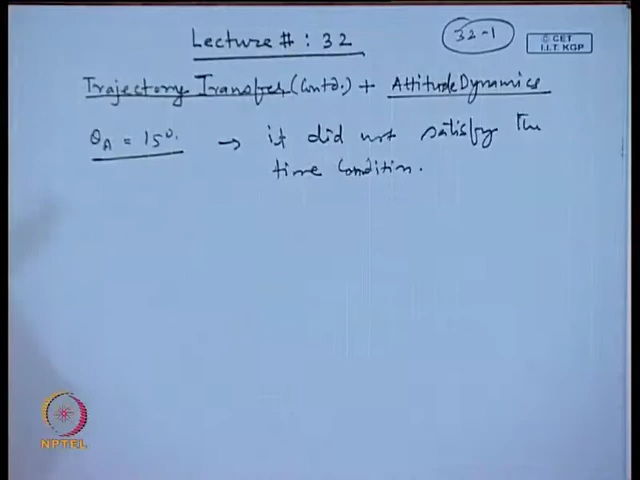 Lecture # : 32
32-1
© CET
I.I.T. KGP
Trajectory Transfer (Contd.) + Attitude Dynamics
θA = 150. → it did not satisfy the
time condition.
NPTEL